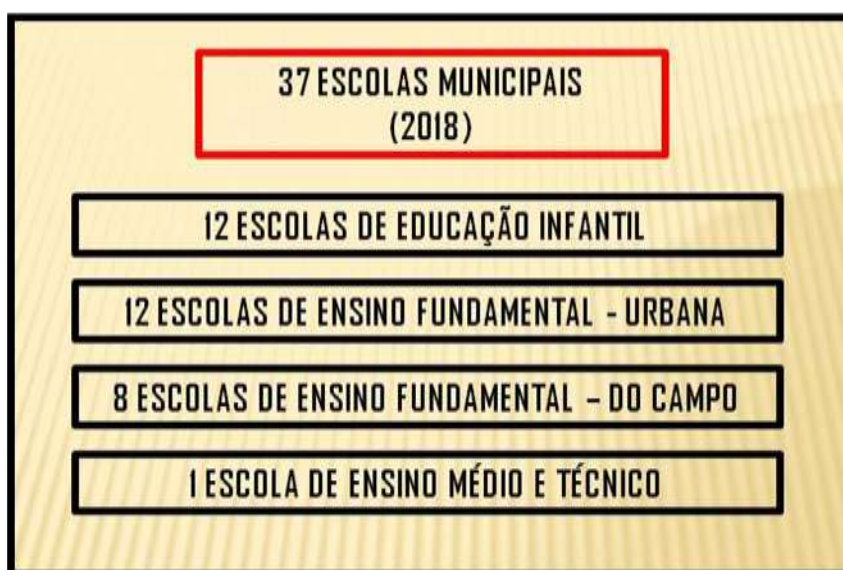 37 ESCOLAS MUNICIPAIS
(2018)
12 ESCOLAS DE EDUCAÇÃO INFANTIL
12 ESCOLAS DE ENSINO FUNDAMENTAL - URBANA
8 ESCOLAS DE ENSINO FUNDAMENTAL – DO CAMPO
1 ESCOLA DE ENSINO MÉDIO E TÉCNICO